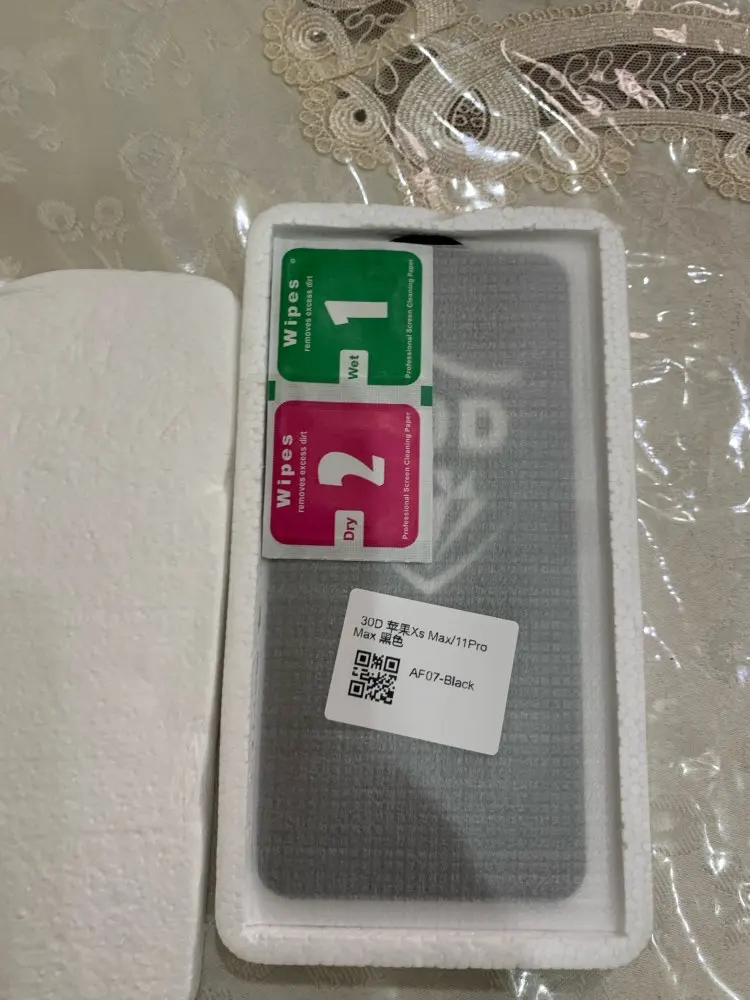 Wipes
removes excess dirt
1
Wet
Professional Screen Cleaning Paper
Wipes
removes excess dirt
2
Dry
Professional Screen Cleaning Paper
30D 苹果Xs Max/11Pro
Max 黑色
AF07-Black